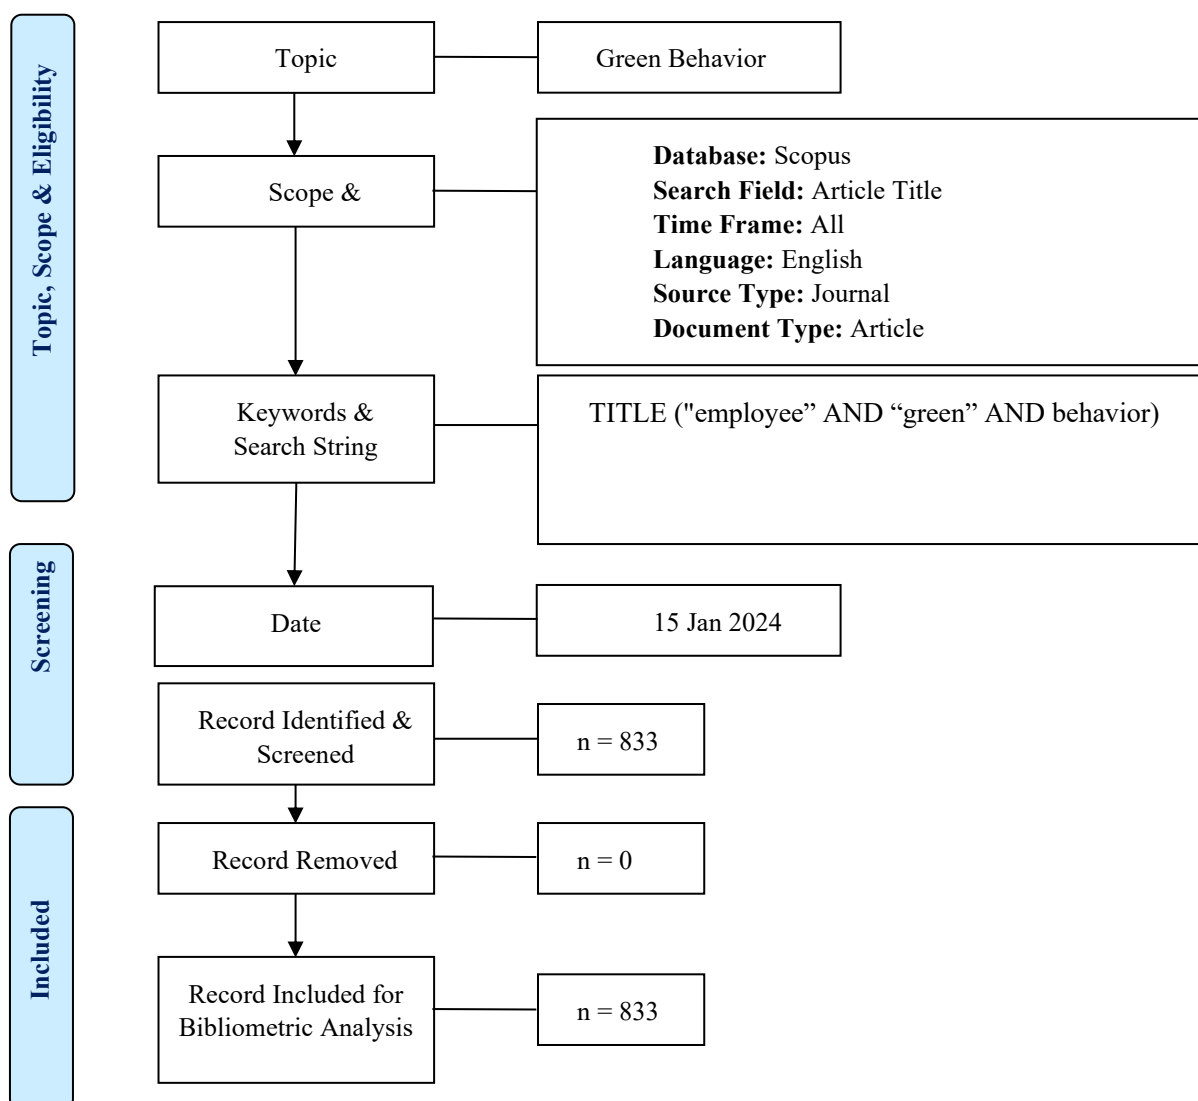 Topic, Scope & Eligibility
Topic
Green Behavior
Scope &
Database: Scopus
Search Field: Article Title
Time Frame: All
Language: English
Source Type: Journal
Document Type: Article
Keywords &
Search String
TITLE ("employee” AND “green” AND behavior)
Screening
Date
15 Jan 2024
Record Identified &
Screened
n = 833
Included
Record Removed
n = 0
Record Included for
Bibliometric Analysis
n = 833